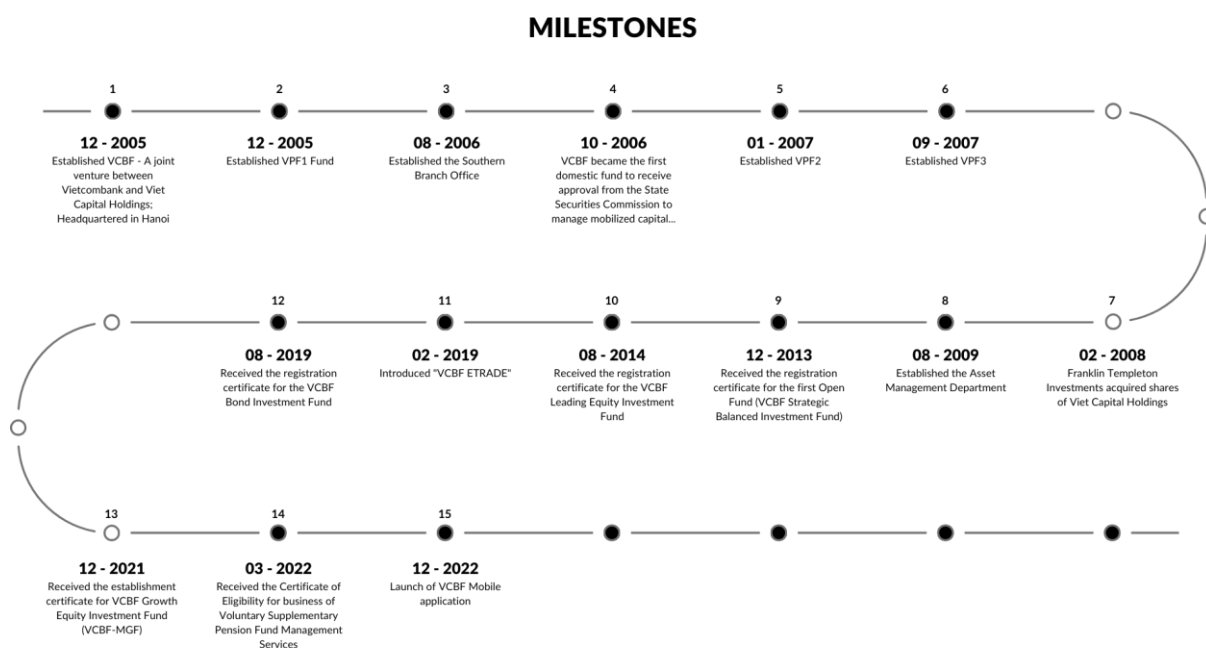 MILESTONES
1
12 - 2005
Established VCBF - A joint
venture between
Vietcombank and Viet
Capital Holdings;
Headquartered in Hanoi
2
12 - 2005
Established VPF1 Fund
3
08 - 2006
Established the Southern
Branch Office
4
10 - 2006
VCBF became the first
domestic fund to receive
approval from the State
Securities Commission to
manage mobilized capital...
5
01 - 2007
Established VPF2
6
09 - 2007
Established VPF3
7
02 - 2008
Franklin Templeton
Investments acquired shares
of Viet Capital Holdings
8
08 - 2009
Established the Asset
Management Department
9
12 - 2013
Received the registration
certificate for the first Open
Fund (VCBF Strategic
Balanced Investment Fund)
10
08 - 2014
Received the registration
certificate for the VCBF
Leading Equity Investment
Fund
11
02 - 2019
Introduced "VCBF ETRADE"
12
08 - 2019
Received the registration
certificate for the VCBF
Bond Investment Fund
13
12 - 2021
Received the establishment
certificate for VCBF Growth
Equity Investment Fund
(VCBF-MGF)
14
03 - 2022
Received the Certificate of
Eligibility for business of
Voluntary Supplementary
Pension Fund Management
Services
15
12 - 2022
Launch of VCBF Mobile
application